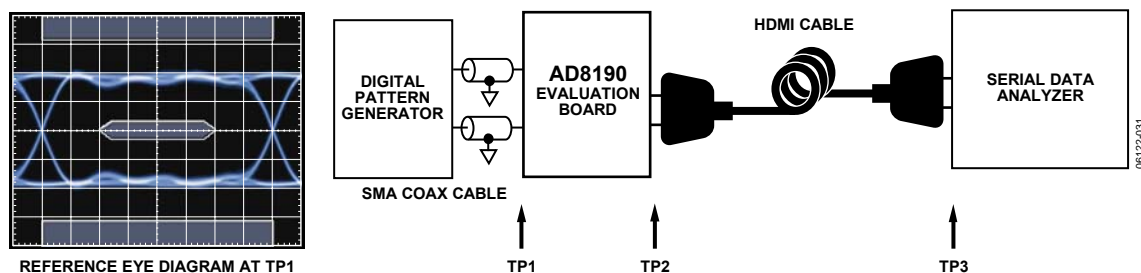 REFERENCE EYE DIAGRAM AT TP1
DIGITAL
PATTERN
GENERATOR
SMA COAX CABLE
AD8190
EVALUATION
BOARD
HDMI CABLE
SERIAL DATA
ANALYZER
TP1
TP2
TP3
06122-031